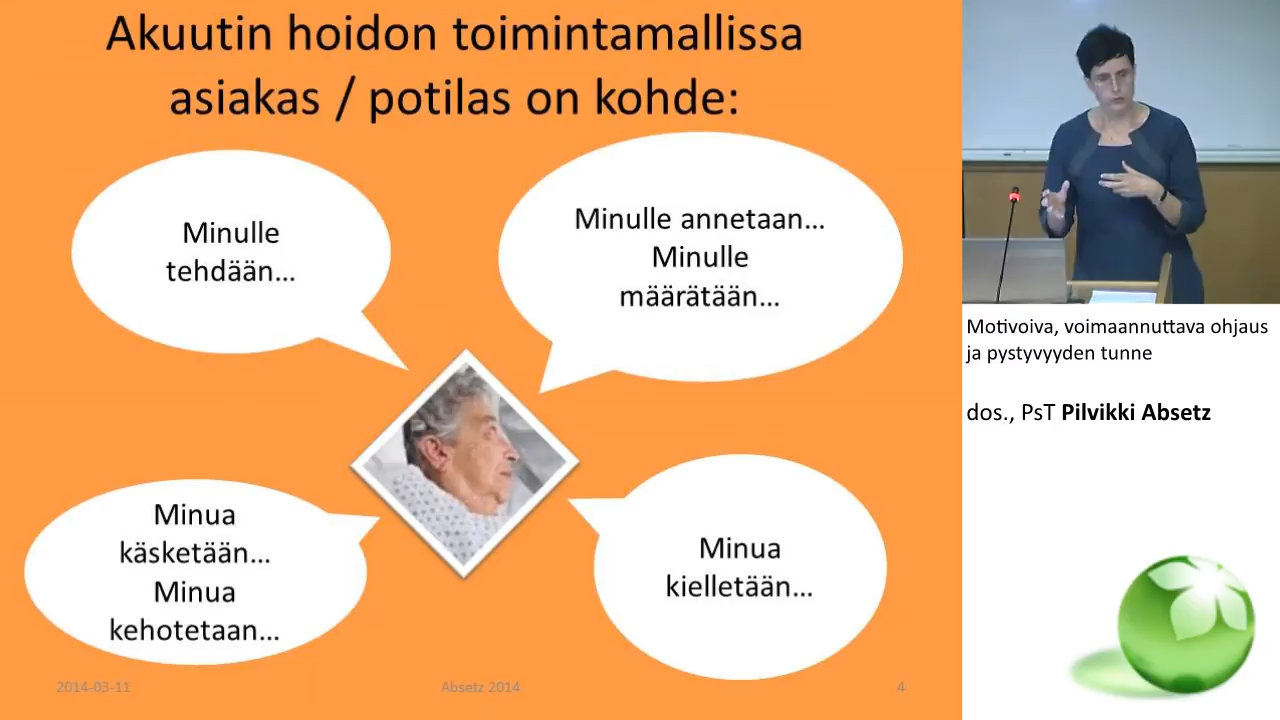 Akuutin hoidon toimintamallissa
asiakas / potilas on kohde:
Minulle
tehdään…
Minulle annetaan…
Minulle
määrätään…
Minua
käsketään…
Minua
kehotetaan…
Minua
kielletään…
2014-03-11
Absetz 2014
4
Motivoiva, voimaannuttava ohjaus
ja pystyvyyden tunne
dos., PsT Pilvikki Absetz